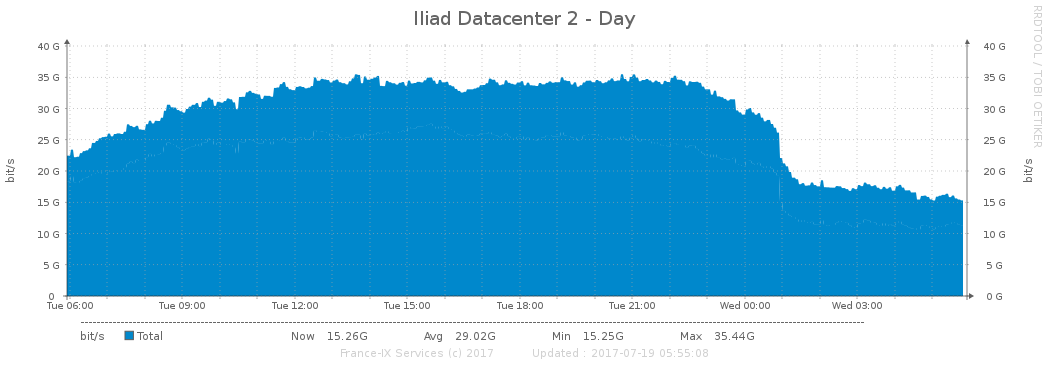 Iliad Datacenter 2 - Day
RRDTOOL / TOBI OETIKER
bit/s
bit/s
40 G 40 G
35 G 35 G
30 G 30 G
25 G 25 G
20 G 20 G
15 G 15 G
10 G 10 G
5 G 5 G
0 0 G
Tue 06:00 Tue 09:00 Tue 12:00 Tue 15:00 Tue 18:00 Tue 21:00 Wed 00:00 Wed 03:00
bit/s Total Now 15.26G Avg 29.02G Min 15.25G Max 35.44G
France-IX Services (c) 2017 Updated : 2017-07-19 05:55:08